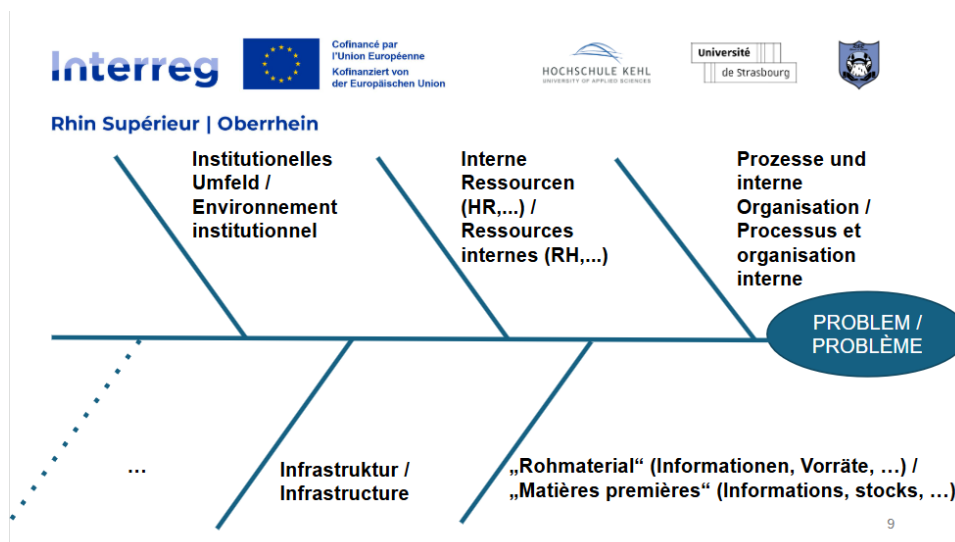 Interreg
Cofinancé par
l'Union Européenne
Kofinanziert von
der Europäischen Union
HOCHSCHULE KEHL
UNIVERSITY OF APPLIED SCIENCES
Université
de Strasbourg
Rhin Supérieur | Oberrhein
Institutionelles
Umfeld /
Environnement
institutionnel
Interne
Ressourcen
(HR,...) /
Ressources
internes (RH,...)
Prozesse und
interne
Organisation /
Processus et
organisation
interne
PROBLEM /
PROBLÈME
…
Infrastruktur /
Infrastructure
„Rohmaterial“ (Informationen, Vorräte, …) /
„Matières premières“ (Informations, stocks, …)
9